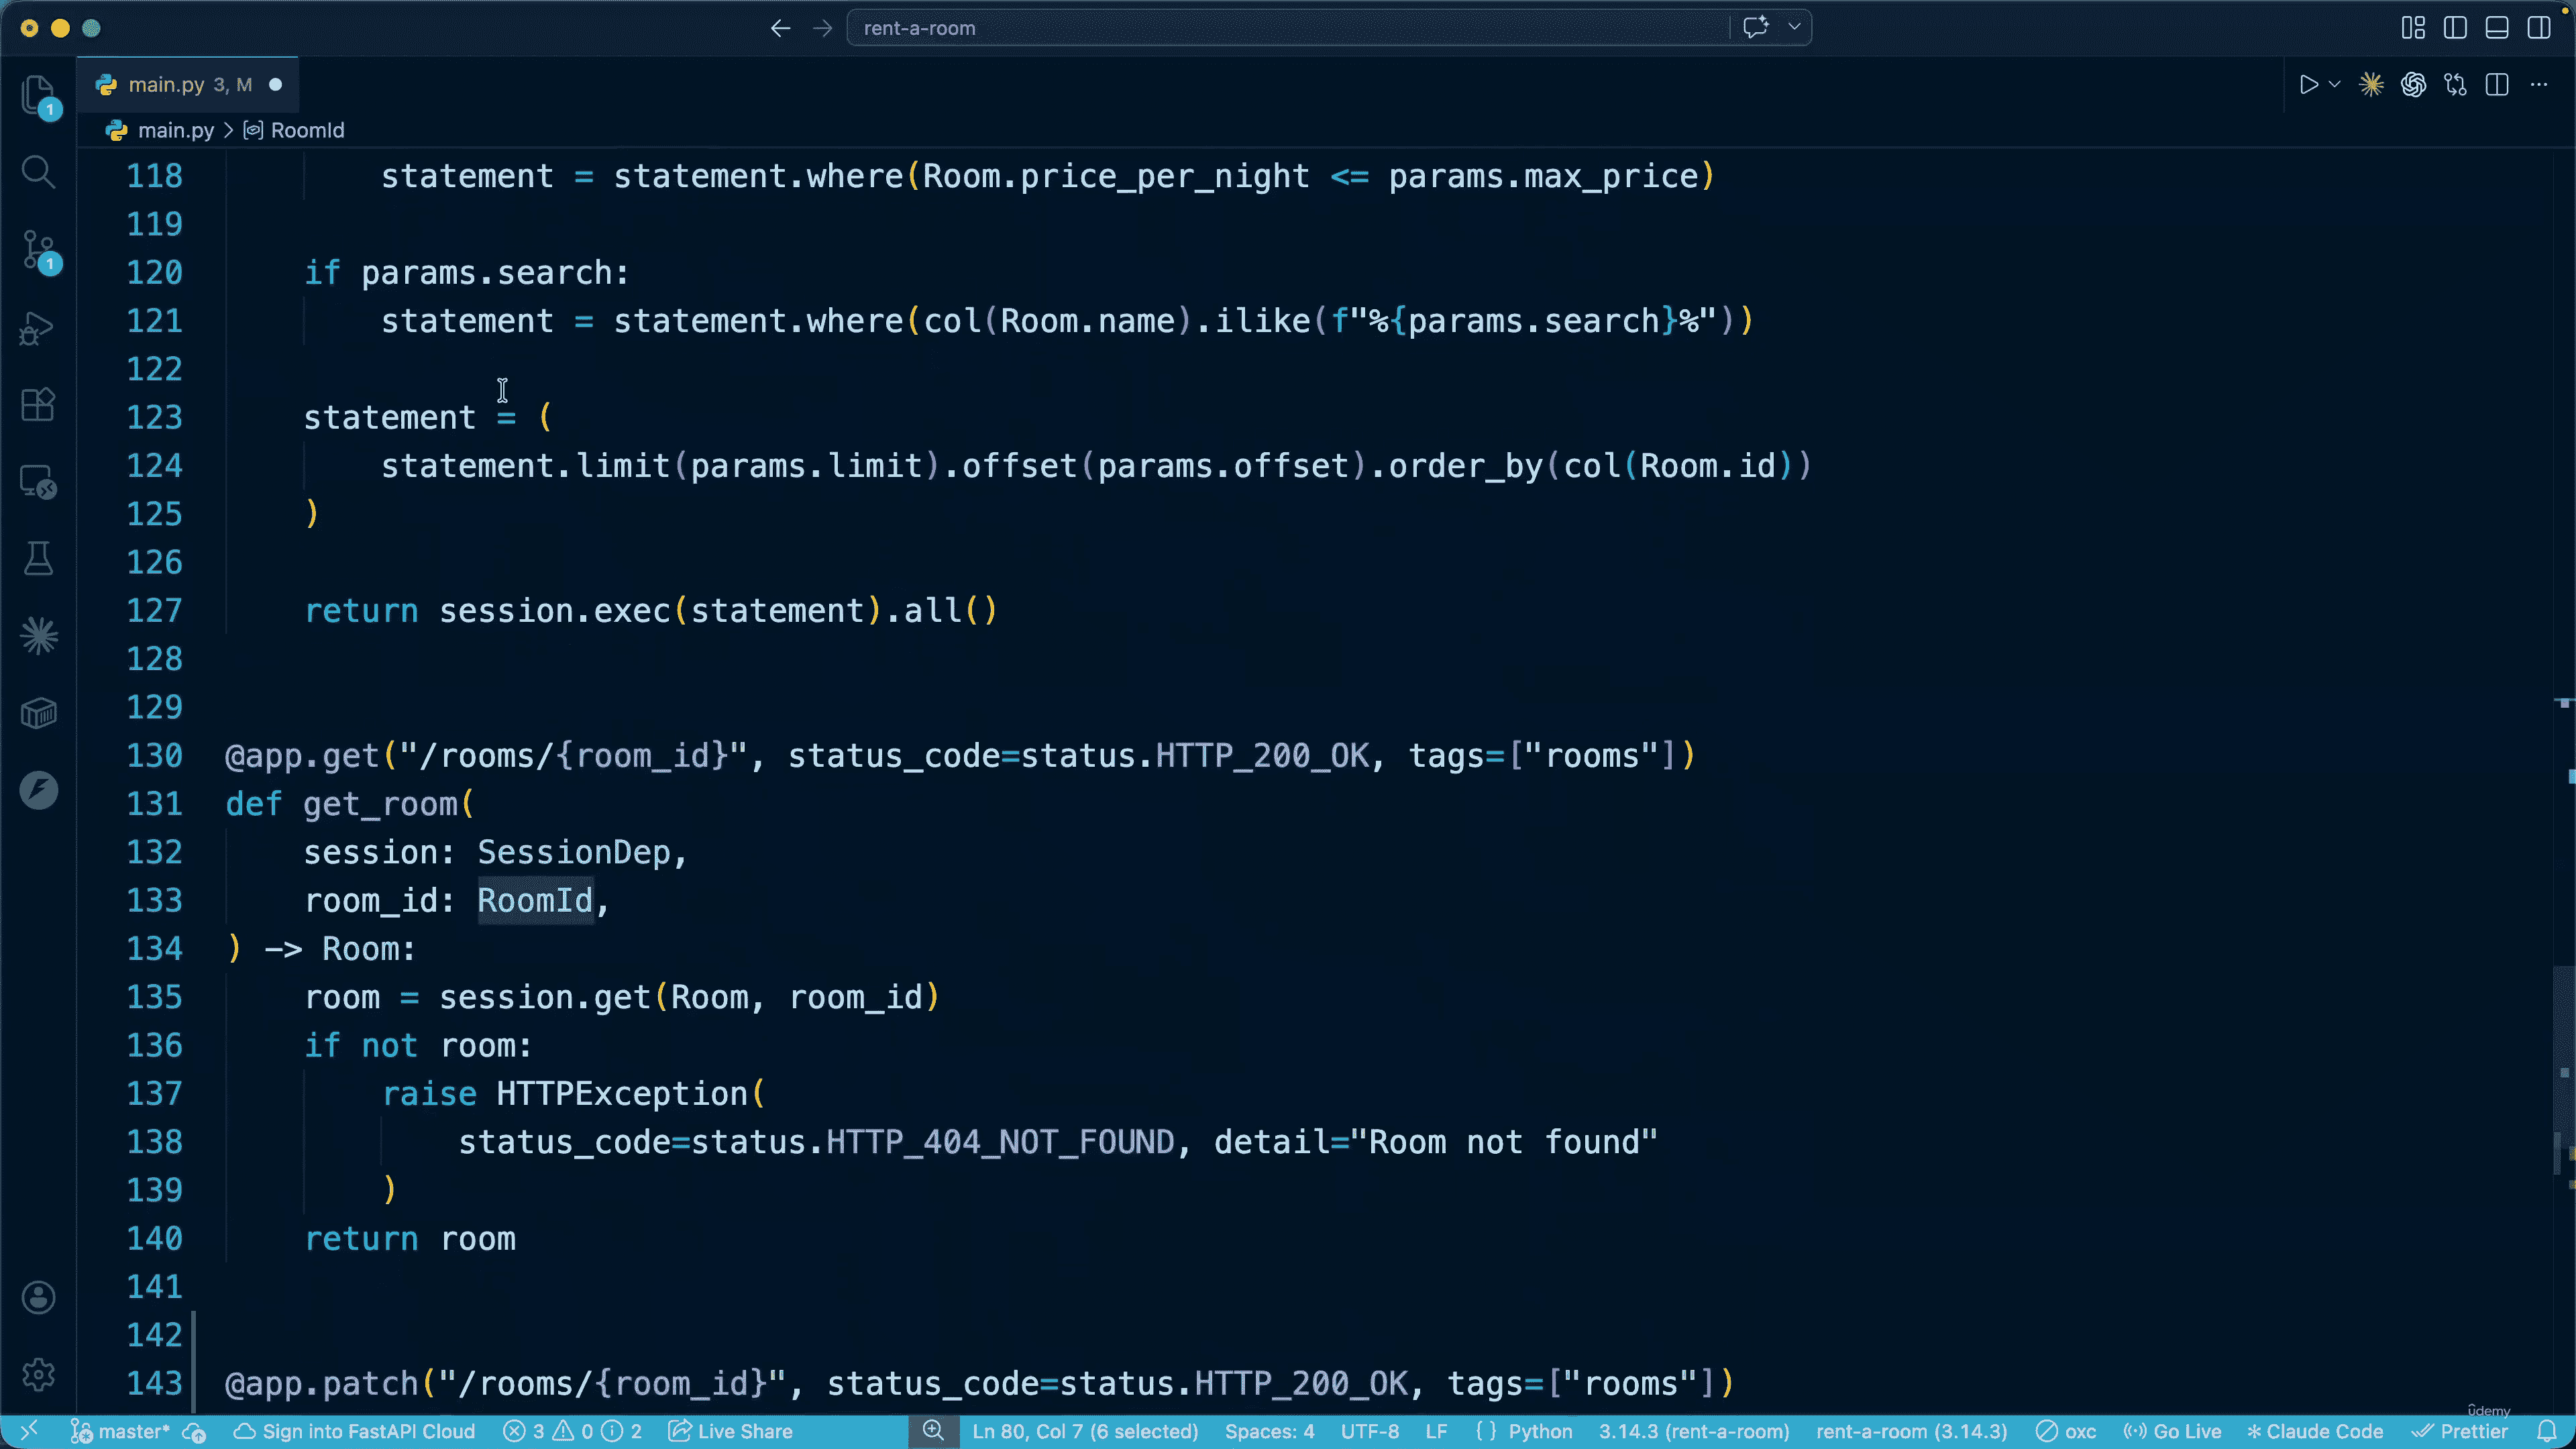 rent-a-room
main.py 3, M
1
main.py > RoomId
118 statement = statement.where(Room.price_per_night <= params.max_price)
119
120 if params.search:
1
121 statement = statement.where(col(Room.name).ilike(f"%{params.search}%"))
122
123 statement = (
124 statement.limit(params.limit).offset(params.offset).order_by(col(Room.id))
125 )
126
127 return session.exec(statement).all()
128
129
130 @app.get("/rooms/{room_id}", status_code=status.HTTP_200_OK, tags=["rooms"])
131 def get_room(
132 session: SessionDep,
133 room_id: RoomId,
134 ) -> Room:
135 room = session.get(Room, room_id)
136 if not room:
137 raise HTTPException(
138 status_code=status.HTTP_404_NOT_FOUND, detail="Room not found"
139 )
140 return room
141
142
143 @app.patch("/rooms/{room_id}", status_code=status.HTTP_200_OK, tags=["rooms"])
udemy
master* Sign into FastAPI Cloud 3 0 2 Live Share Ln 80, Col 7 (6 selected) Spaces: 4 UTF-8 LF { } Python 3.14.3 (rent-a-room) rent-a-room (3.14.3) oxc Go Live Claude Code Prettier